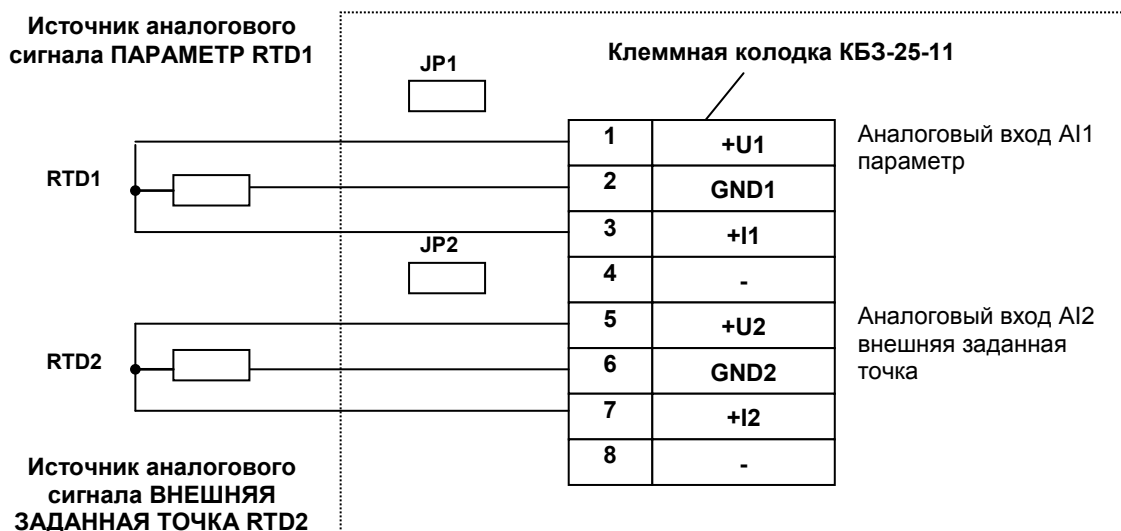 Источник аналогового
сигнала ПАРАМЕТР RTD1
JP1
Клеммная колодка КБЗ-25-11
RTD1
1 +U1
2 GND1
3 +I1
4 -
5 +U2
6 GND2
7 +I2
8 -
Аналоговый вход AI1
параметр
JP2
RTD2
Аналоговый вход AI2
внешняя заданная
точка
Источник аналогового
сигнала ВНЕШНЯЯ
ЗАДАННАЯ ТОЧКА RTD2